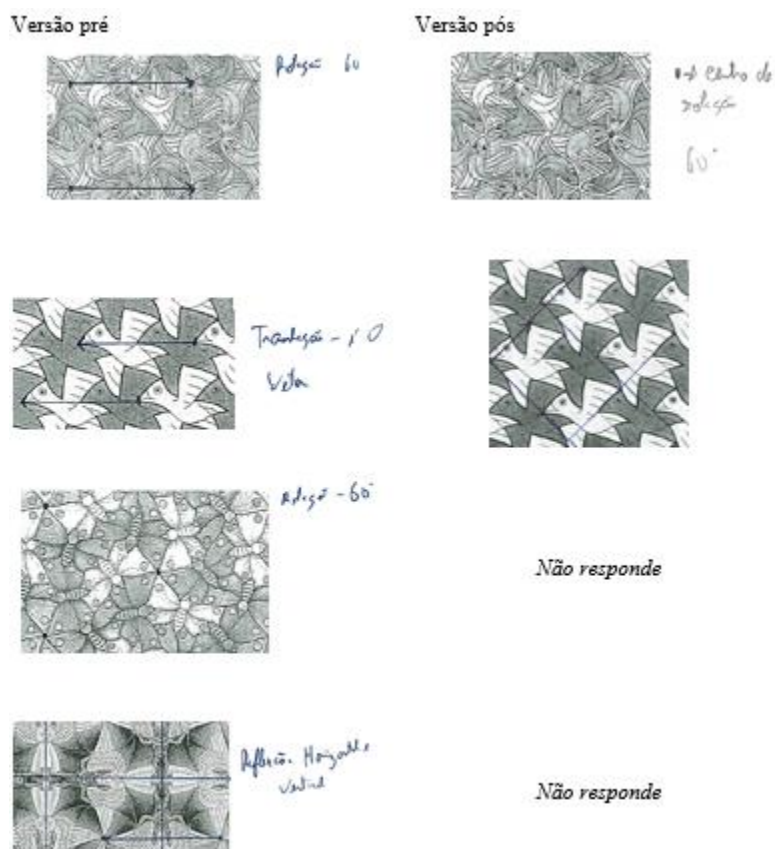 Versão pré
Versão pós
Rotação 60
centro de
rotação
60°
Translação -
Vetor
Rotação - 60°
Não responde
Reflexão. Horizontal e
Vertical
Não responde